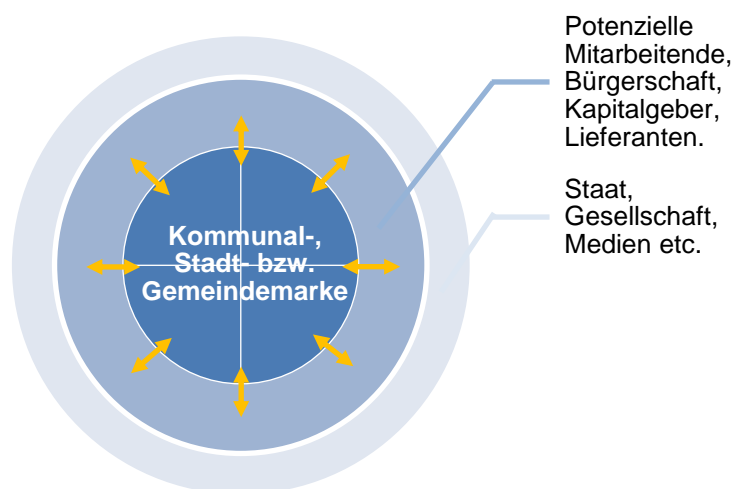 Potenzielle
Mitarbeitende,
Bürgerschaft,
Kapitalgeber,
Lieferanten.
Staat,
Gesellschaft,
Medien etc.
Kommunal-,
Stadt- bzw.
Gemeindemarke